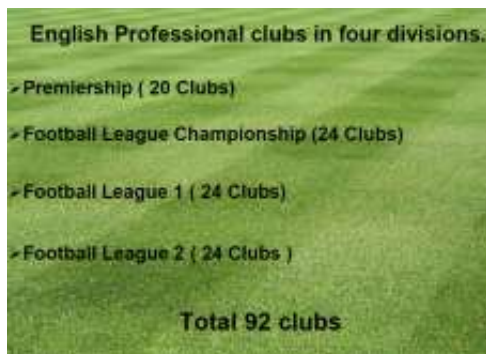 English Professional clubs in four divisions.
➢Premiership ( 20 Clubs)
➢Football League Championship (24 Clubs)
➢Football League 1 ( 24 Clubs)
➢Football League 2 ( 24 Clubs )
Total 92 clubs